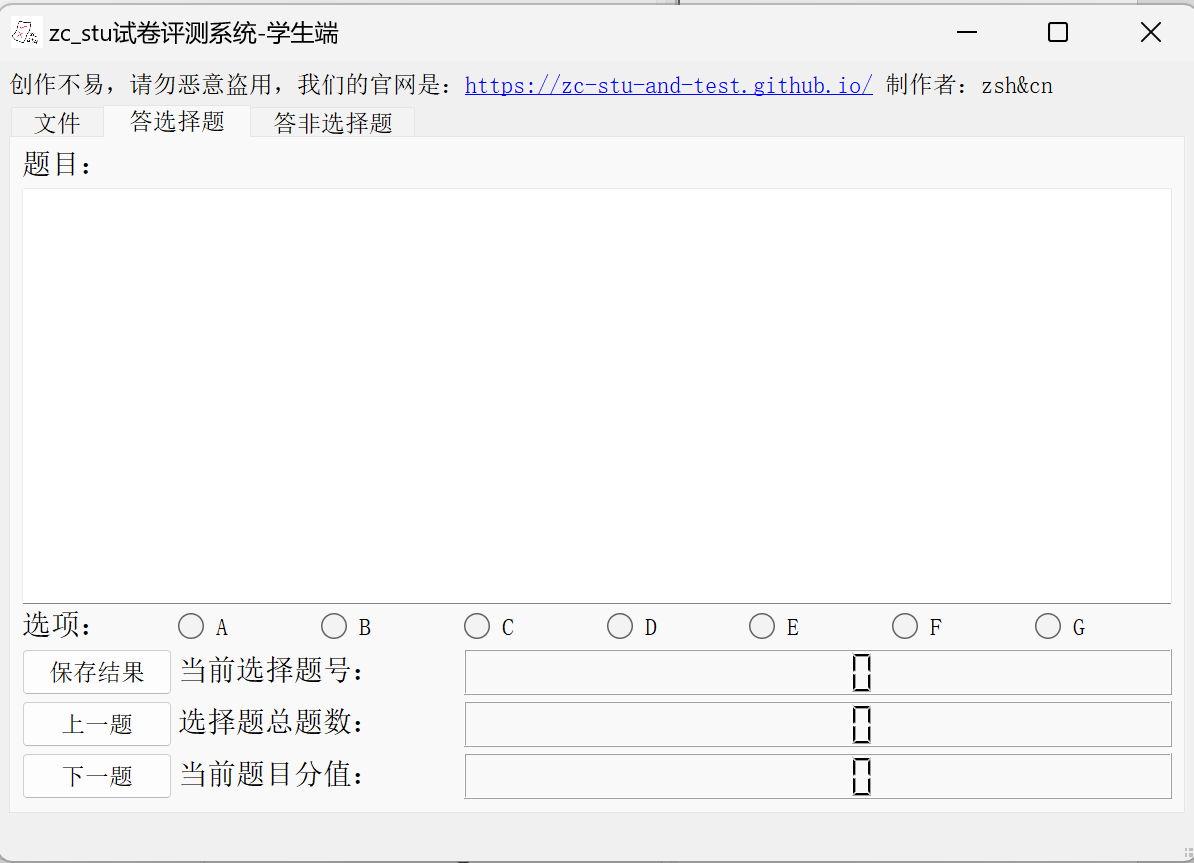 zc_stu试卷评测系统-学生端
创作不易，请勿恶意盗用，我们的官网是：https://zc-stu-and-test.github.io/ 制作者：zsh&cn
文件 答选择题 答非选择题
题目：
选项： A B C D E F G
保存结果 当前选择题号： 0
上一题 选择题总题数： 0
下一题 当前题目分值： 0